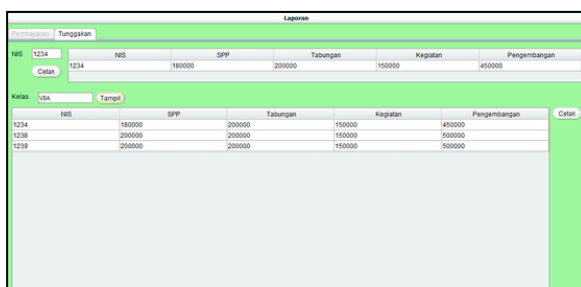 Laporan
Pembayaran Tunggakan
NIS 1234 NIS SPP Tabungan Kegiatan Pengembangan
1234 180000 200000 150000 450000
Cetak
Kelas VIIA Tampil
NIS SPP Tabungan Kegiatan Pengembangan Cetak
1234 180000 200000 150000 450000
1238 200000 200000 150000 500000
1239 200000 200000 150000 500000